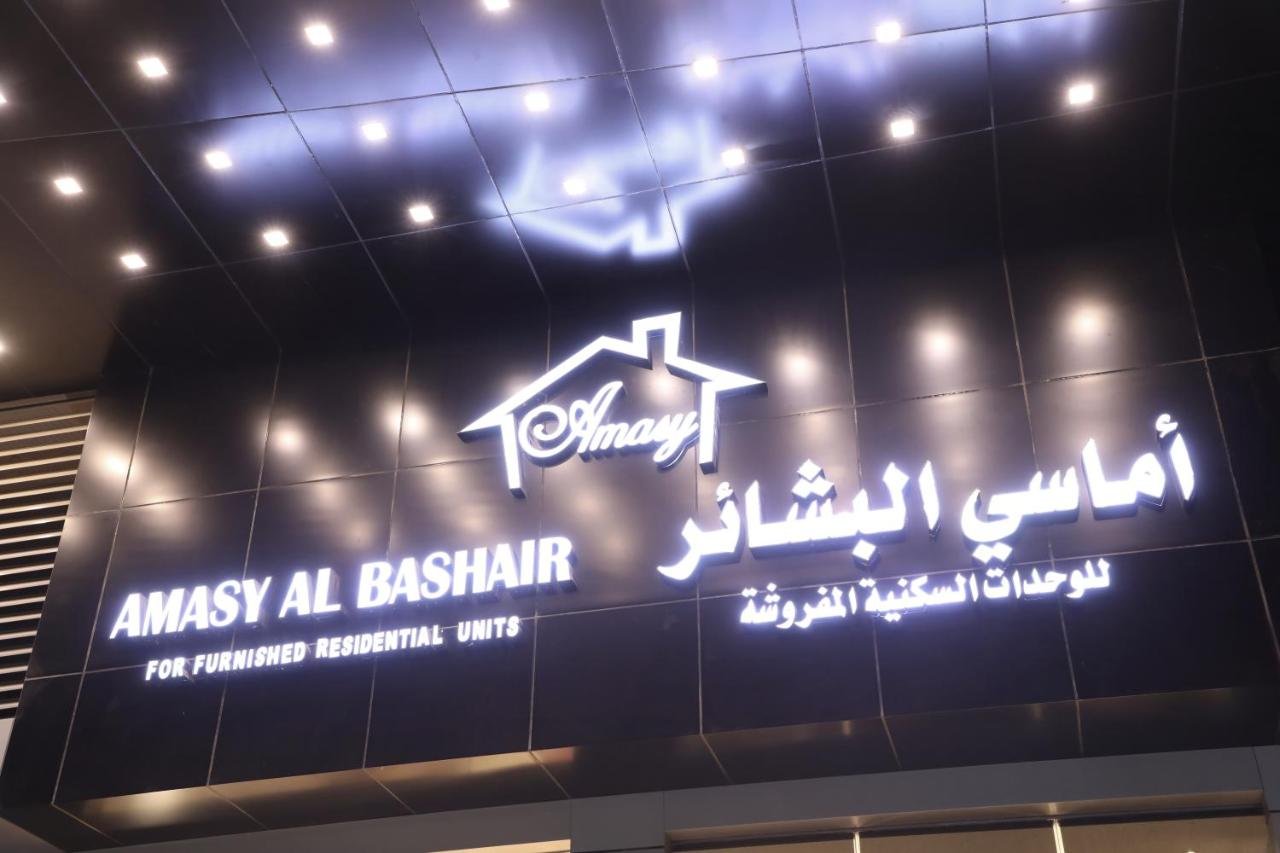 Amasy
أماسي البشائر
للوحدات السكنية المفروشة
AMASY AL BASHAIR
FOR FURNISHED RESIDENTIAL UNITS